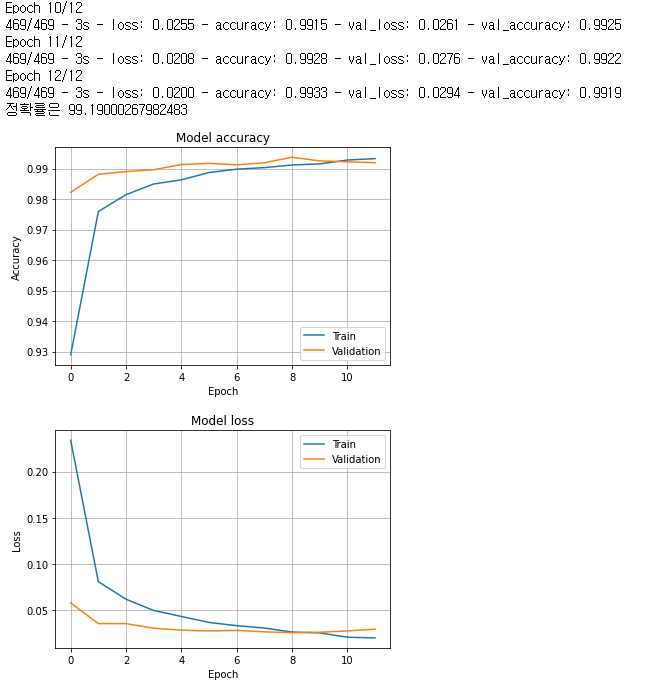 Epoch 10/12
469/469 - 3s - loss: 0.0255 - accuracy: 0.9915 - val_loss: 0.0261 - val_accuracy: 0.9925
Epoch 11/12
469/469 - 3s - loss: 0.0208 - accuracy: 0.9928 - val_loss: 0.0276 - val_accuracy: 0.9922
Epoch 12/12
469/469 - 3s - loss: 0.0200 - accuracy: 0.9933 - val_loss: 0.0294 - val_accuracy: 0.9919
정확률은 99.19000267982483
Model accuracy
0.99
0.98
0.97
0.96
0.95
0.94
0.93
Accuracy
Train
Validation
0 2 4 6 8 10
Epoch
Model loss
Train
Validation
0.20
0.15
0.10
0.05
Loss
0 2 4 6 8 10
Epoch